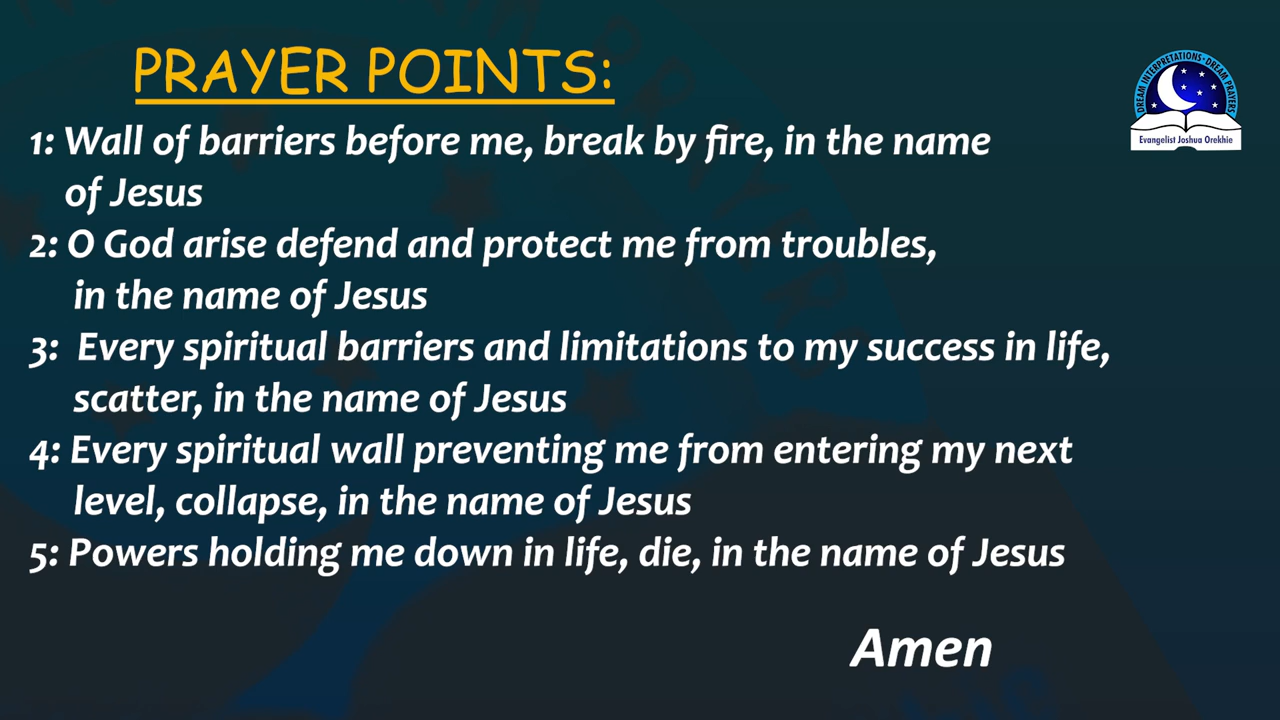 PRAYER POINTS:
DREAM INTERPRETATIONS- DREAM PRAYERS
Evangelist Joshua Orekhie
1: Wall of barriers before me, break by fire, in the name
of Jesus
2: O God arise defend and protect me from troubles,
in the name of Jesus
3: Every spiritual barriers and limitations to my success in life,
scatter, in the name of Jesus
4: Every spiritual wall preventing me from entering my next
level, collapse, in the name of Jesus
5: Powers holding me down in life, die, in the name of Jesus
Amen